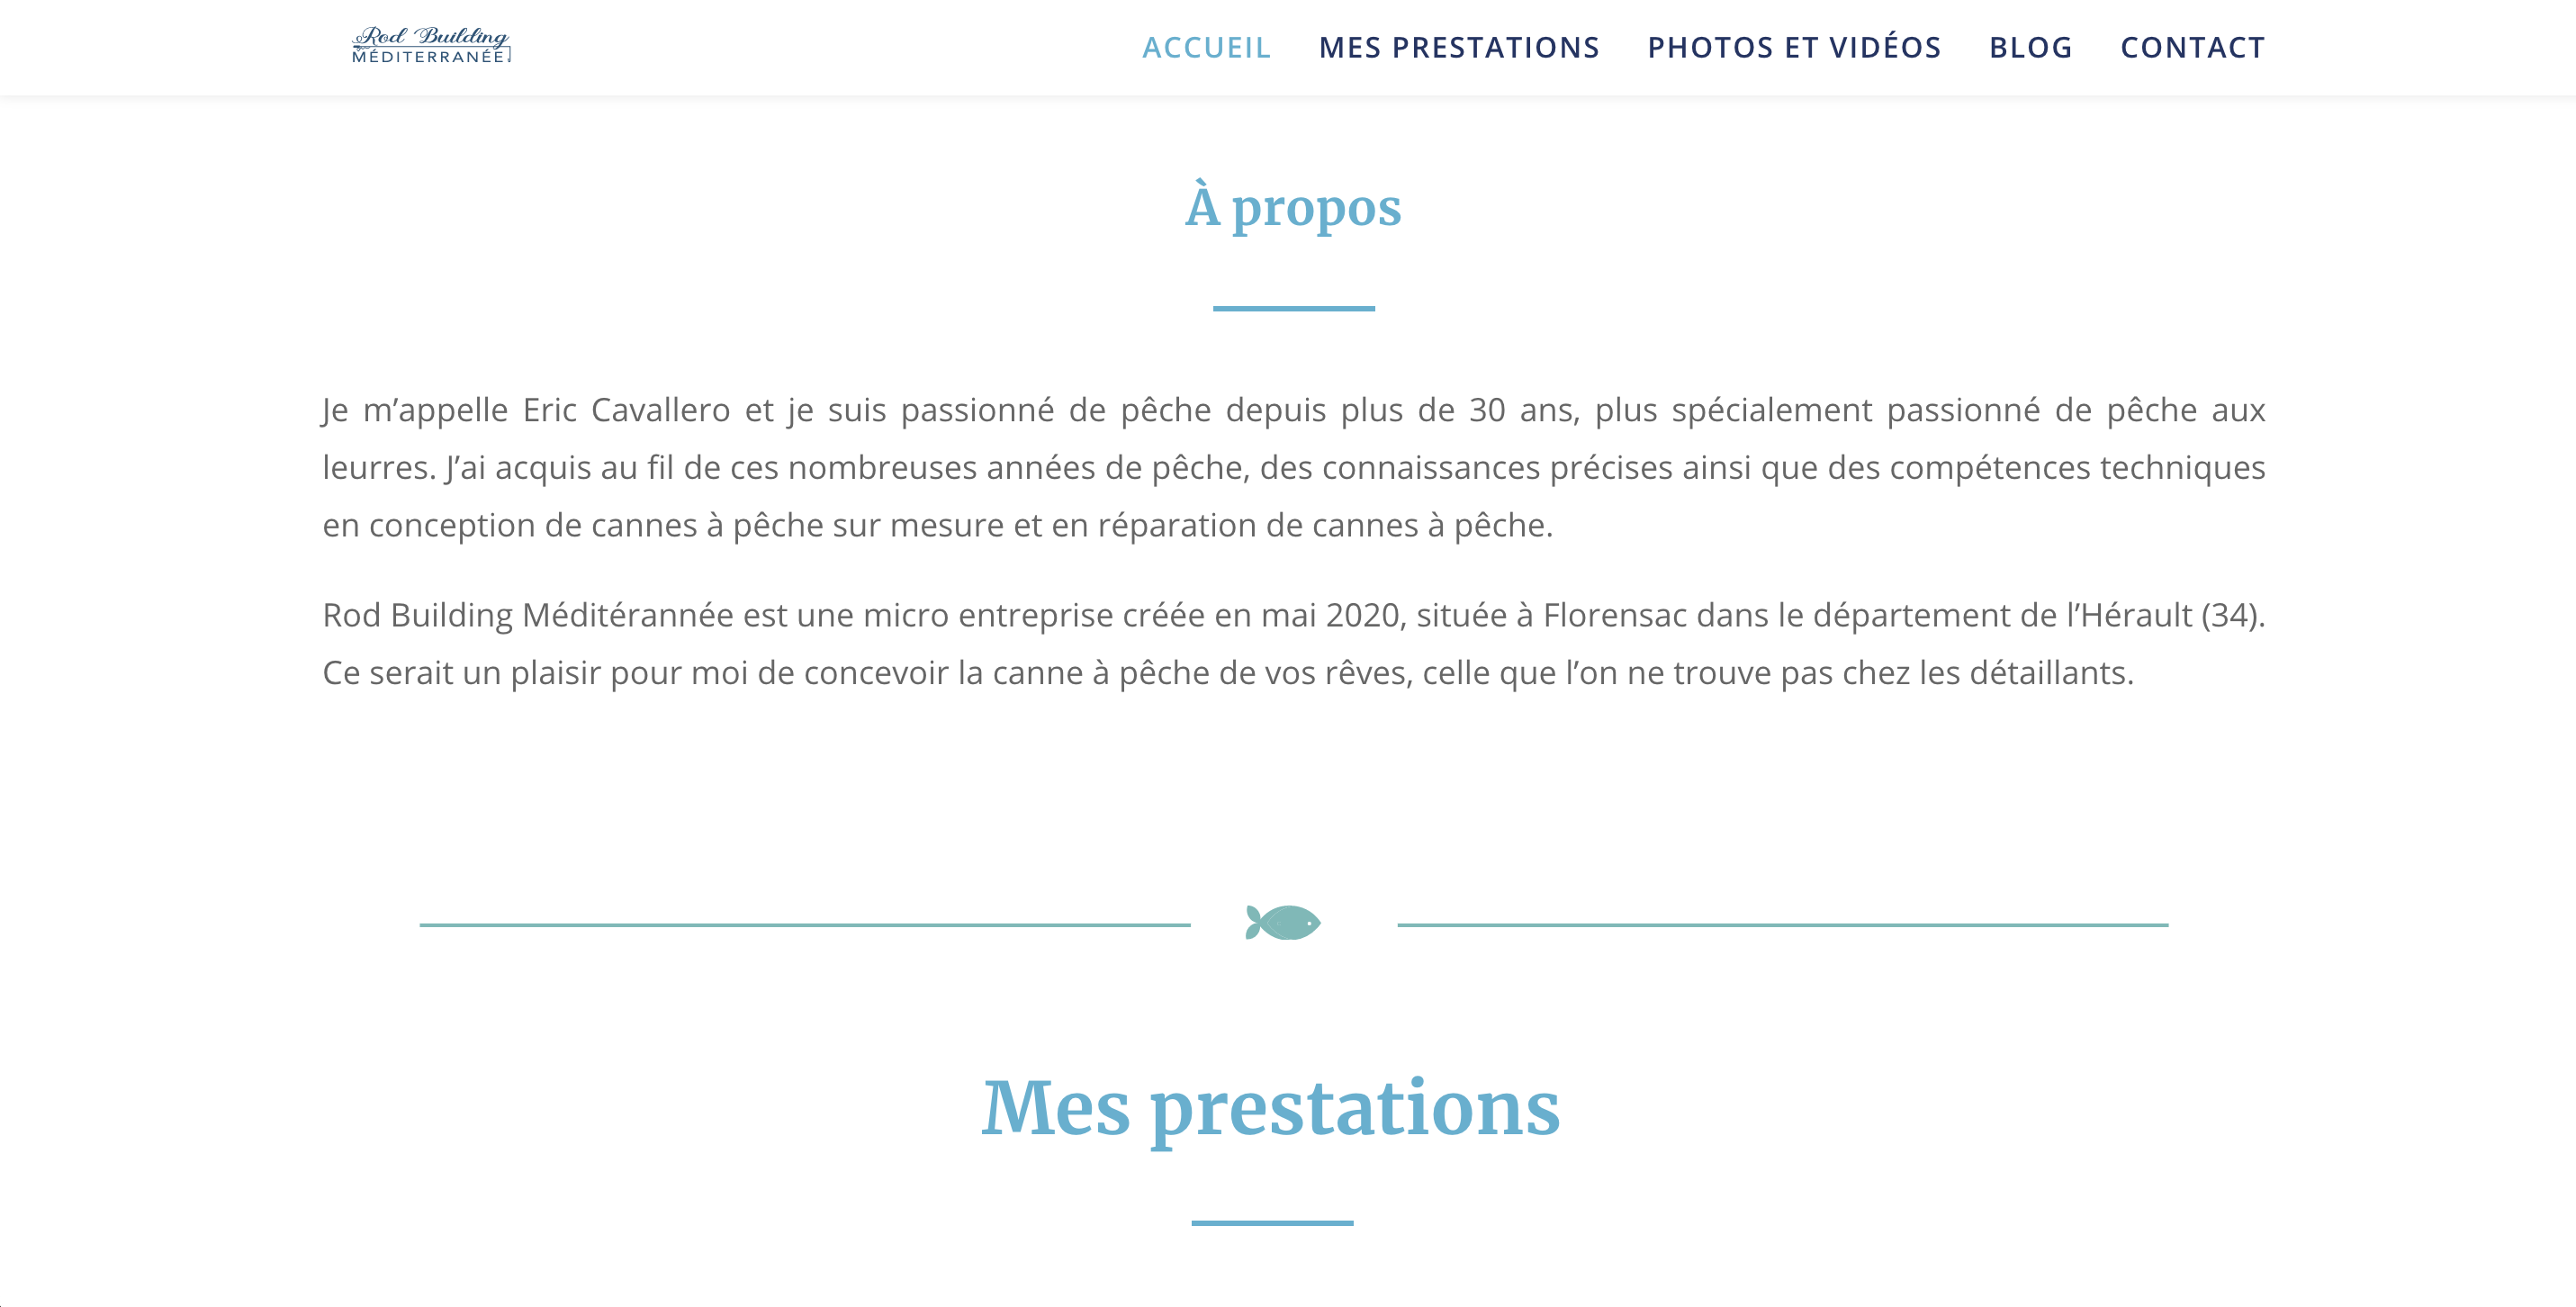 Rod Building
MÉDITERRANÉE
ACCUEIL MES PRESTATIONS PHOTOS ET VIDÉOS BLOG CONTACT
À propos
Je m’appelle Eric Cavallero et je suis passionné de pêche depuis plus de 30 ans, plus spécialement passionné de pêche aux
leurres. J’ai acquis au fil de ces nombreuses années de pêche, des connaissances précises ainsi que des compétences techniques
en conception de cannes à pêche sur mesure et en réparation de cannes à pêche.
Rod Building Méditérannée est une micro entreprise créée en mai 2020, située à Florensac dans le département de l’Hérault (34).
Ce serait un plaisir pour moi de concevoir la canne à pêche de vos rêves, celle que l’on ne trouve pas chez les détaillants.
Mes prestations